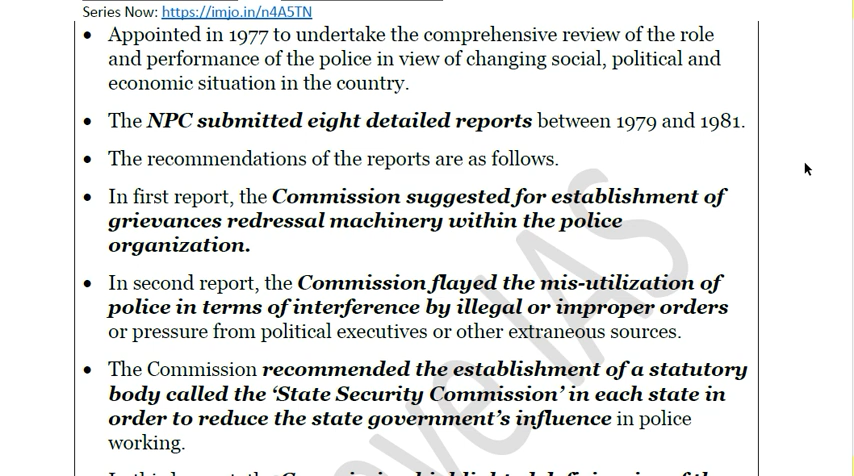 Series Now: https://imjo.in/n4A5TN
• Appointed in 1977 to undertake the comprehensive review of the role
and performance of the police in view of changing social, political and
economic situation in the country.
• The NPC submitted eight detailed reports between 1979 and 1981.
• The recommendations of the reports are as follows.
• In first report, the Commission suggested for establishment of
grievances redressal machinery within the police
organization.
• In second report, the Commission flayed the mis-utilization of
police in terms of interference by illegal or improper orders
or pressure from political executives or other extraneous sources.
• The Commission recommended the establishment of a statutory
body called the ‘State Security Commission’ in each state in
order to reduce the state government’s influence in police
working.
IAS